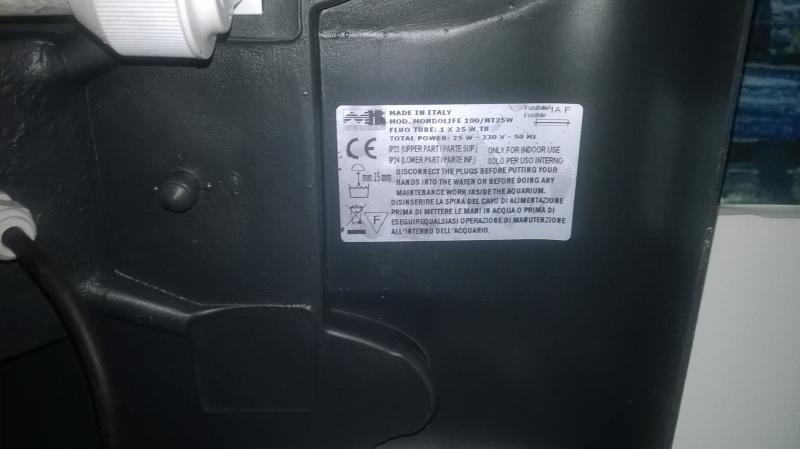 MADE IN ITALY
Fusibile/
Fusible
1A F
MOD. MONDOLIFE 100/NT25W
FLUO TUBE: 1 X 25 W T8
TOTAL POWER: 25 W - 230 V - 50 Hz
CE
IP22 (UPPER PART/PARTE SUP.) ONLY FOR INDOOR USE
IP24 (LOWER PART/PARTE INF.) SOLO PER USO INTERNO
min 15 mm
DISCONNECT THE PLUGS BEFORE PUTTING YOUR
HANDS INTO THE WATER OR BEFORE DOING ANY
MAINTENANCE WORK INSIDE THE AQUARIUM.
DISINSERIRE LA SPINA DEL CAVO DI ALIMENTAZIONE
PRIMA DI METTERE LE MANI IN ACQUA O PRIMA DI
ESEGUIREQUALSIASI OPERAZIONE DI MANUTENZIONE
ALL'INTERNO DELL'ACQUARIO.
F